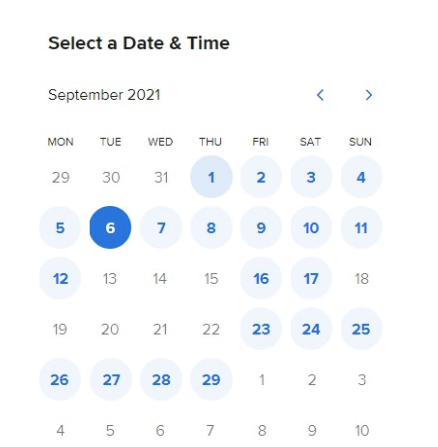 Select a Date & Time
September 2021
MON TUE WED THU FRI SAT SUN
29 30 31 1 2 3 4
5 6 7 8 9 10 11
12 13 14 15 16 17 18
19 20 21 22 23 24 25
26 27 28 29 1 2 3
4 5 6 7 8 9 10